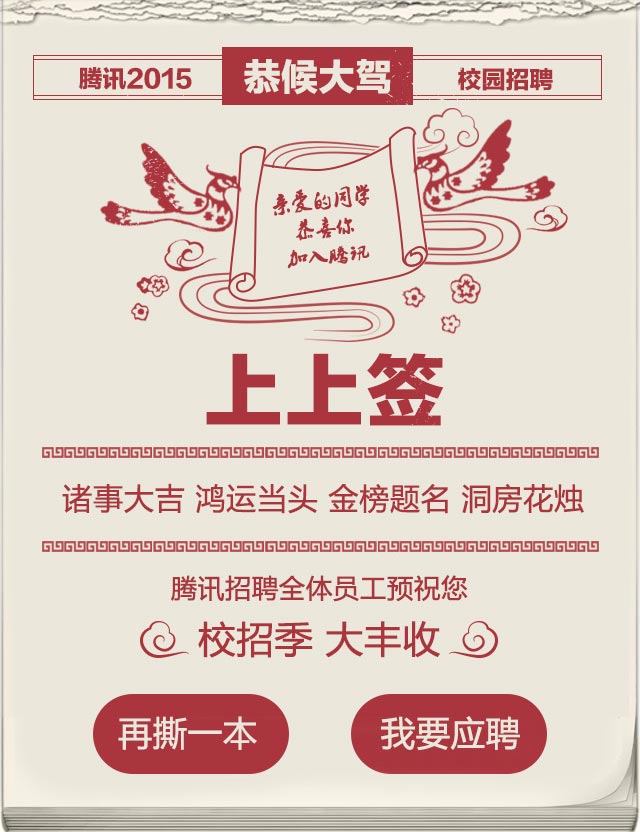 腾讯2015 恭候大驾 校园招聘
亲爱的同学
恭喜你
加入腾讯
上上签
诸事大吉 鸿运当头 金榜题名 洞房花烛
腾讯招聘全体员工预祝您
校招季 大丰收
再撕一本 我要应聘